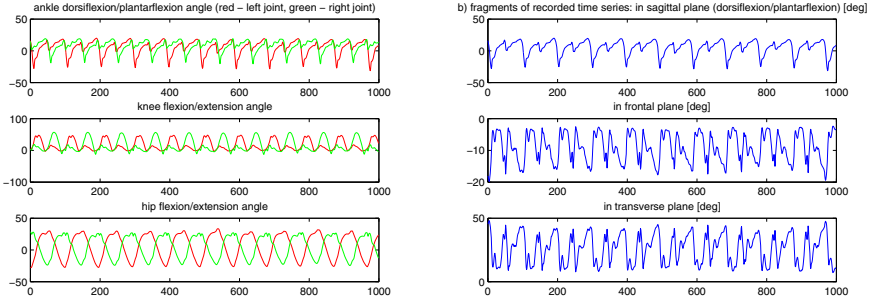 ankle dorsiflexion/plantarflexion angle (red − left joint, green − right joint)
50
0
−50
0 200 400 600 800 1000
knee flexion/extension angle
100
0
−100
0 200 400 600 800 1000
hip flexion/extension angle
50
0
−50
0 200 400 600 800 1000
b) fragments of recorded time series: in sagittal plane (dorsiflexion/plantarflexion) [deg]
50
0
−50
0 200 400 600 800 1000
in frontal plane [deg]
0
−10
−20
0 200 400 600 800 1000
in transverse plane [deg]
50
0
0 200 400 600 800 1000